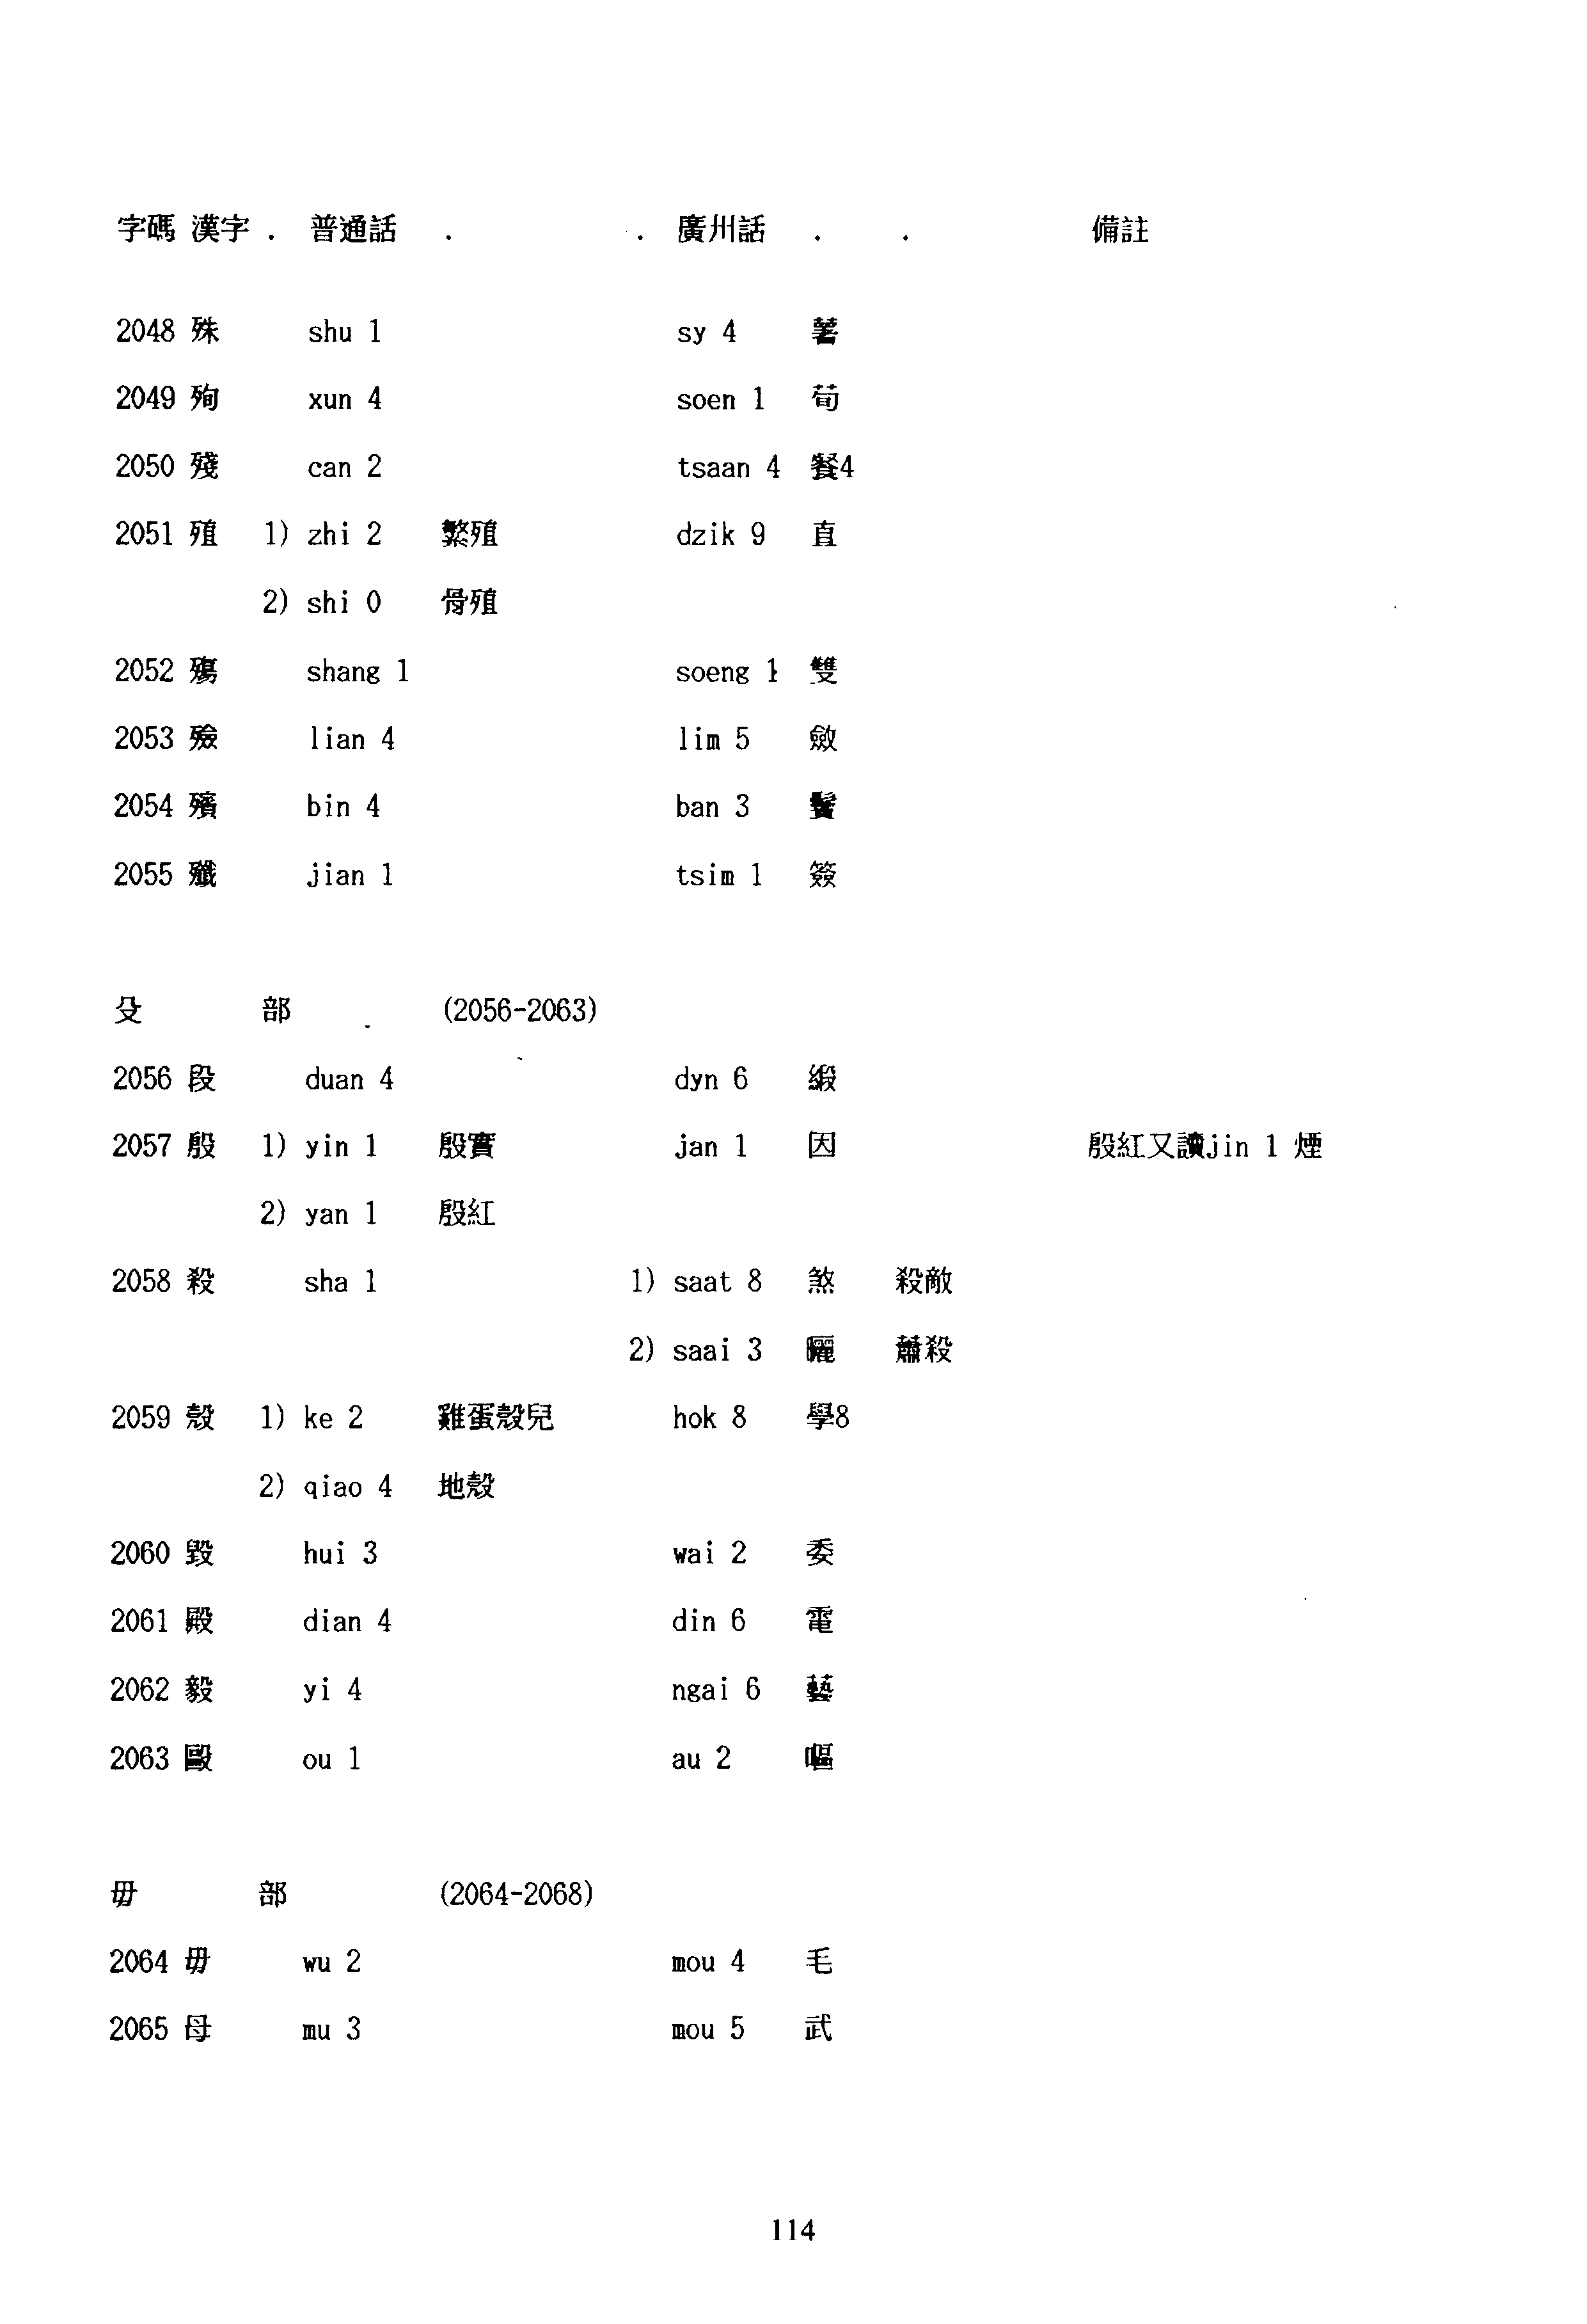 字碼 漢字 . 普通話 . . 廣州話 . . 備註
2048 殊 shu 1 sy 4 薯
2049 殉 xun 4 soen 1 荀
2050 殘 can 2 tsaan 4 餐4
2051 殖 1) zhi 2 繁殖 dzik 9 直
2) shi 0 骨殖
2052 殤 shang 1 soeng 1 雙
2053 殮 lian 4 lim 5 斂
2054 殯 bin 4 ban 3 鬢
2055 殲 jian 1 tsim 1 簽
殳 部 (2056-2063)
2056 段 duan 4 dyn 6 緞
2057 殷 1) yin 1 殷實 jan 1 因 殷紅又讀jin 1 煙
2) yan 1 殷紅
2058 殺 sha 1 1) saat 8 煞 殺敵
2) saai 3 曬 蕭殺
2059 殼 1) ke 2 雞蛋殼兒 hok 8 學8
2) qiao 4 地殼
2060 毀 hui 3 wai 2 委
2061 殿 dian 4 din 6 電
2062 毅 yi 4 ngai 6 藝
2063 毆 ou 1 au 2 嘔
毋 部 (2064-2068)
2064 毋 wu 2 mou 4 毛
2065 母 mu 3 mou 5 武
114